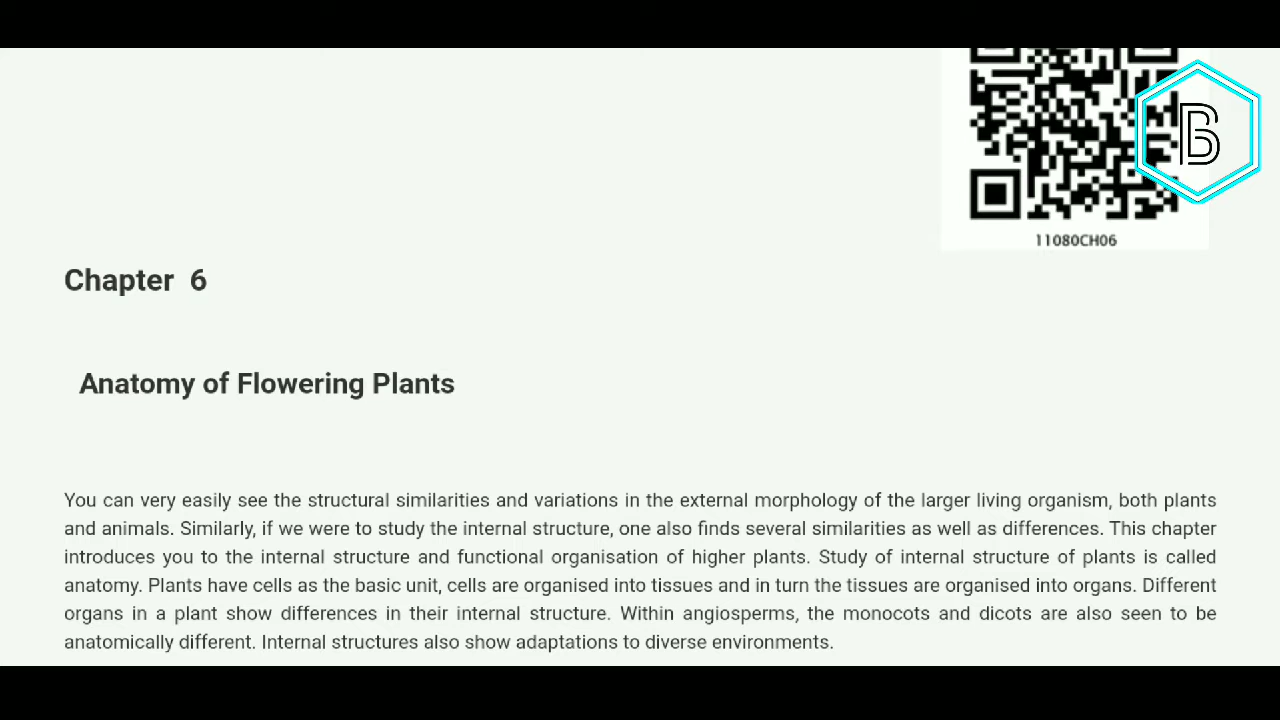 B
11080CH06
Chapter 6
Anatomy of Flowering Plants
You can very easily see the structural similarities and variations in the external morphology of the larger living organism, both plants
and animals. Similarly, if we were to study the internal structure, one also finds several similarities as well as differences. This chapter
introduces you to the internal structure and functional organisation of higher plants. Study of internal structure of plants is called
anatomy. Plants have cells as the basic unit, cells are organised into tissues and in turn the tissues are organised into organs. Different
organs in a plant show differences in their internal structure. Within angiosperms, the monocots and dicots are also seen to be
anatomically different. Internal structures also show adaptations to diverse environments.